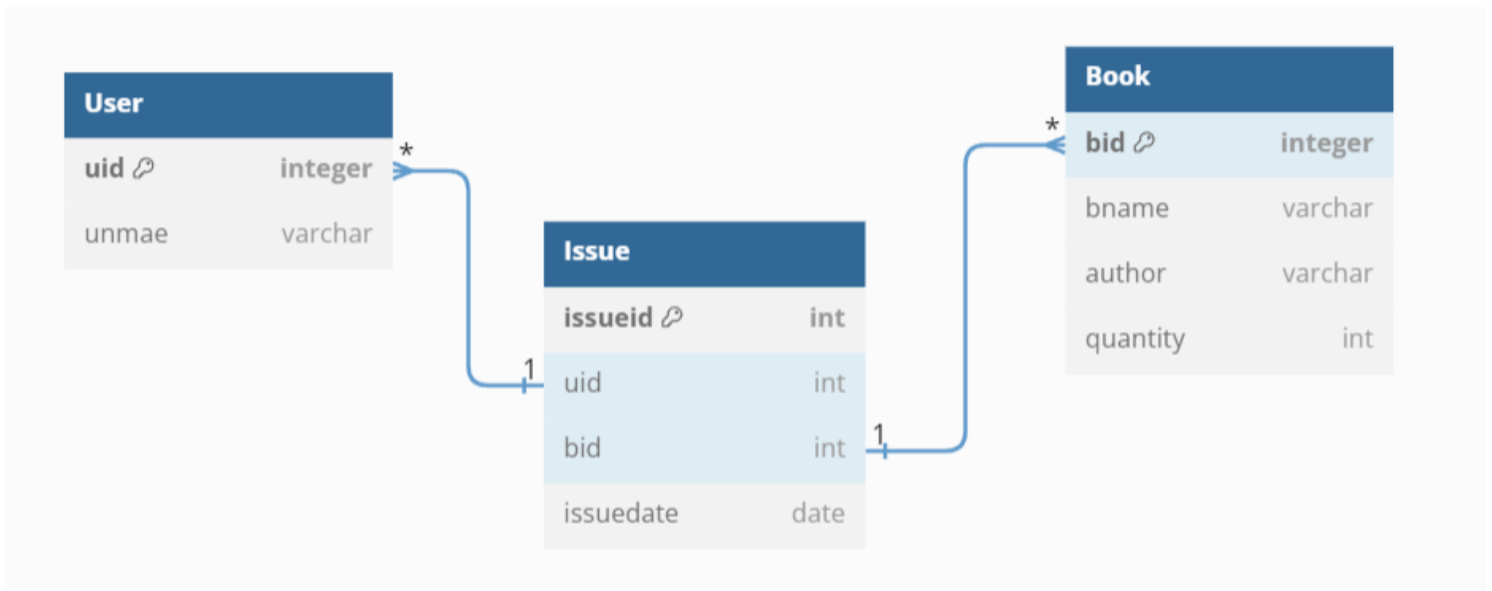 User
uid integer
unmae varchar
*
Issue
issueid int
1
uid int
bid int
1
issuedate date
Book
*
bid integer
bname varchar
author varchar
quantity int